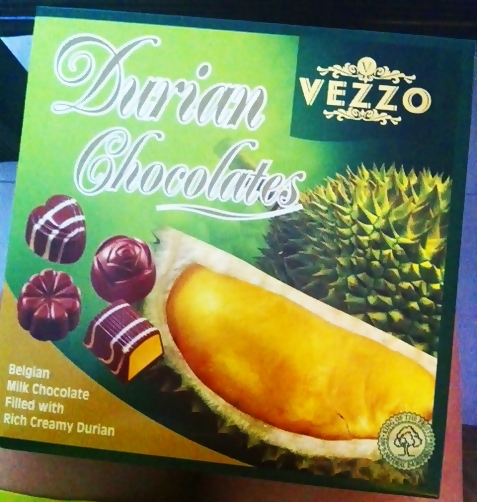 Durian
Chocolates
V
VEZZO
Belgian
Milk Chocolate
Filled with
Rich Creamy Durian